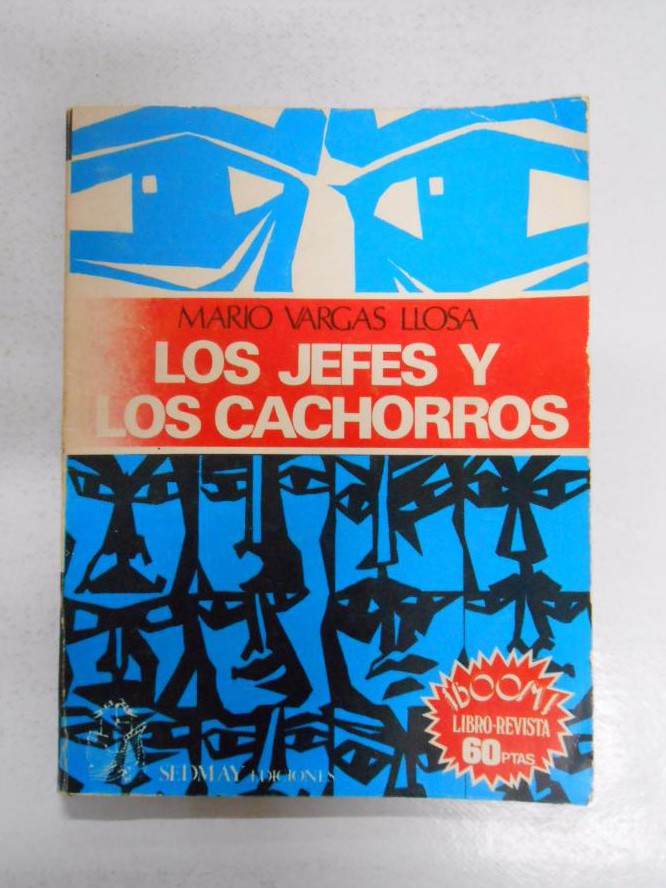 MARIO VARGAS LLOSA
LOS JEFES Y
LOS CACHORROS
¡BOOM!
LIBRO-REVISTA
60 PTAS
SEDMAY EDICIONES